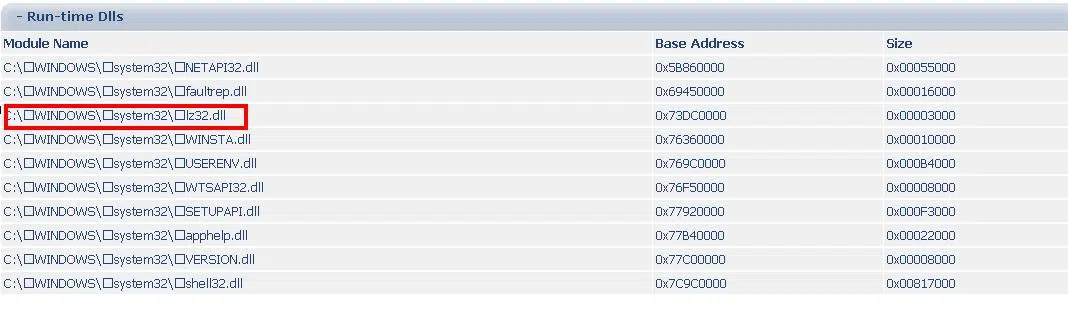 - Run-time Dlls
Module Name Base Address Size
C:\□WINDOWS\□system32\□NETAPI32.dll 0x5B860000 0x00055000
C:\□WINDOWS\□system32\□faultrep.dll 0x69450000 0x00016000
C:\□WINDOWS\□system32\□lz32.dll 0x73DC0000 0x00003000
C:\□WINDOWS\□system32\□WINSTA.dll 0x76360000 0x00010000
C:\□WINDOWS\□system32\□USERENV.dll 0x769C0000 0x000B4000
C:\□WINDOWS\□system32\□WTSAPI32.dll 0x76F50000 0x00008000
C:\□WINDOWS\□system32\□SETUPAPI.dll 0x77920000 0x000F3000
C:\□WINDOWS\□system32\□apphelp.dll 0x77B40000 0x00022000
C:\□WINDOWS\□system32\□VERSION.dll 0x77C00000 0x00008000
C:\□WINDOWS\□system32\□shell32.dll 0x7C9C0000 0x00817000